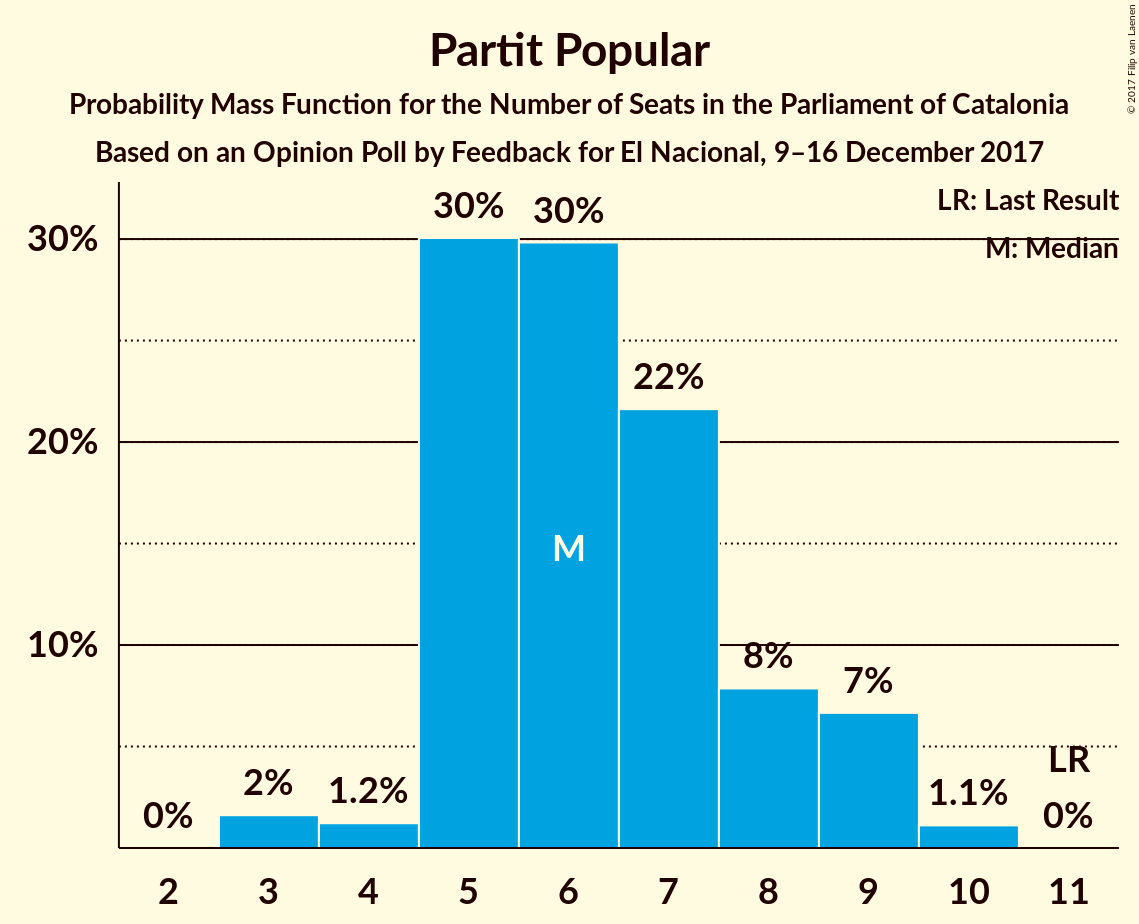 Partit Popular
Probability Mass Function for the Number of Seats in the Parliament of Catalonia
Based on an Opinion Poll by Feedback for El Nacional, 9–16 December 2017
© 2017 Filip van Laenen
LR: Last Result
M: Median
30%
20%
10%
0%
2%
1.2%
30%
30%
22%
8%
7%
1.1%
LR
0%
M
2 3 4 5 6 7 8 9 10 11